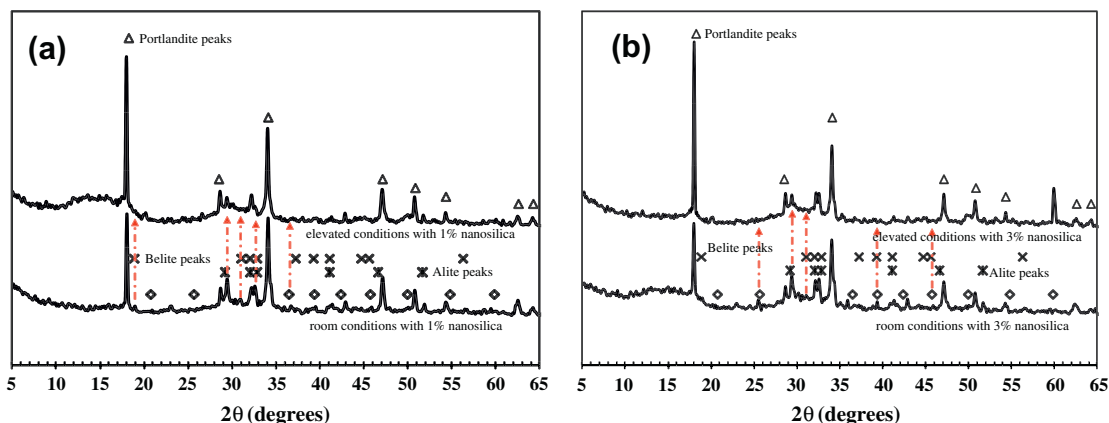 (a)
Portlandite peaks
elevated conditions with 1% nanosilica
Belite peaks
Alite peaks
room conditions with 1% nanosilica
5 15 20 25 30 35 40 45 50 55 60 65
2θ (degrees)
(b)
Portlandite peaks
elevated conditions with 3% nanosilica
Belite peaks
Alite peaks
room conditions with 3% nanosilica
5 15 20 25 30 35 40 45 50 55 60 65
2θ (degrees)